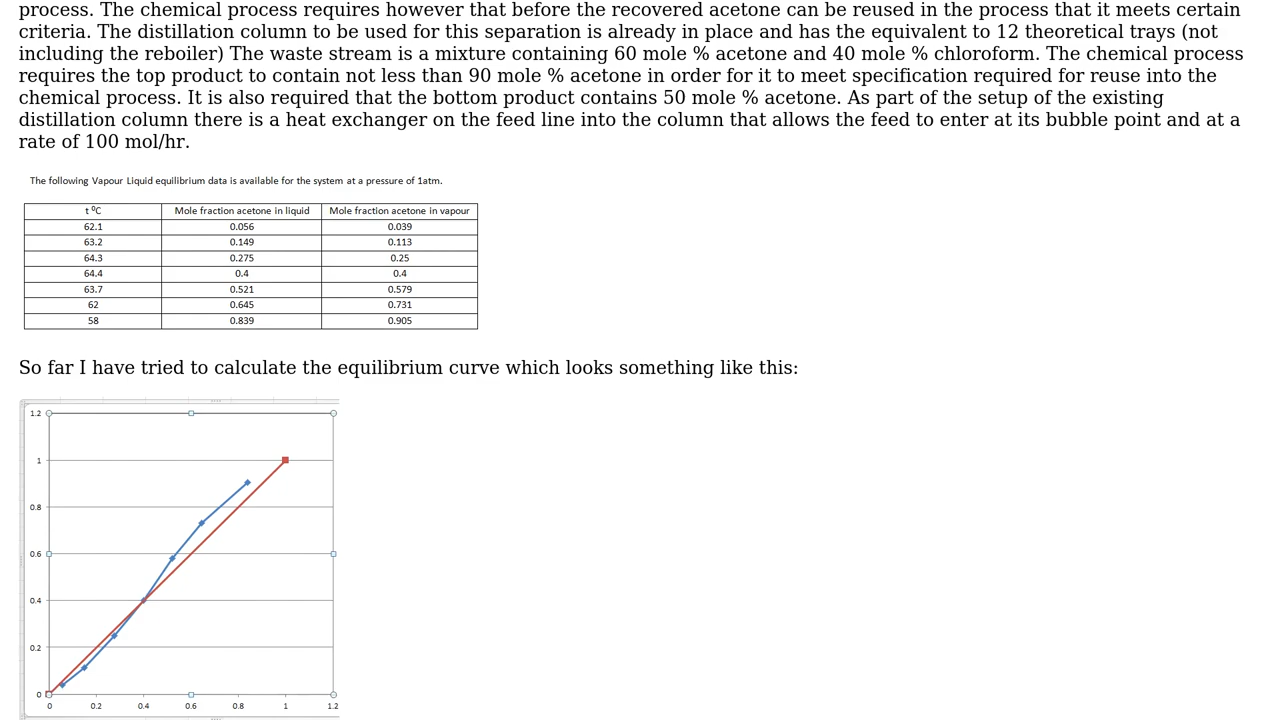 process. The chemical process requires however that before the recovered acetone can be reused in the process that it meets certain
criteria. The distillation column to be used for this separation is already in place and has the equivalent to 12 theoretical trays (not
including the reboiler) The waste stream is a mixture containing 60 mole % acetone and 40 mole % chloroform. The chemical process
requires the top product to contain not less than 90 mole % acetone in order for it to meet specification required for reuse into the
chemical process. It is also required that the bottom product contains 50 mole % acetone. As part of the setup of the existing
distillation column there is a heat exchanger on the feed line into the column that allows the feed to enter at its bubble point and at a
rate of 100 mol/hr.
The following Vapour Liquid equilibrium data is available for the system at a pressure of 1atm.
t ⁰C Mole fraction acetone in liquid Mole fraction acetone in vapour
62.1 0.056 0.039
63.2 0.149 0.113
64.3 0.275 0.25
64.4 0.4 0.4
63.7 0.521 0.579
62 0.645 0.731
58 0.839 0.905
So far I have tried to calculate the equilibrium curve which looks something like this:
1.2
1
0.8
0.6
0.4
0.2
0
0 0.2 0.4 0.6 0.8 1 1.2